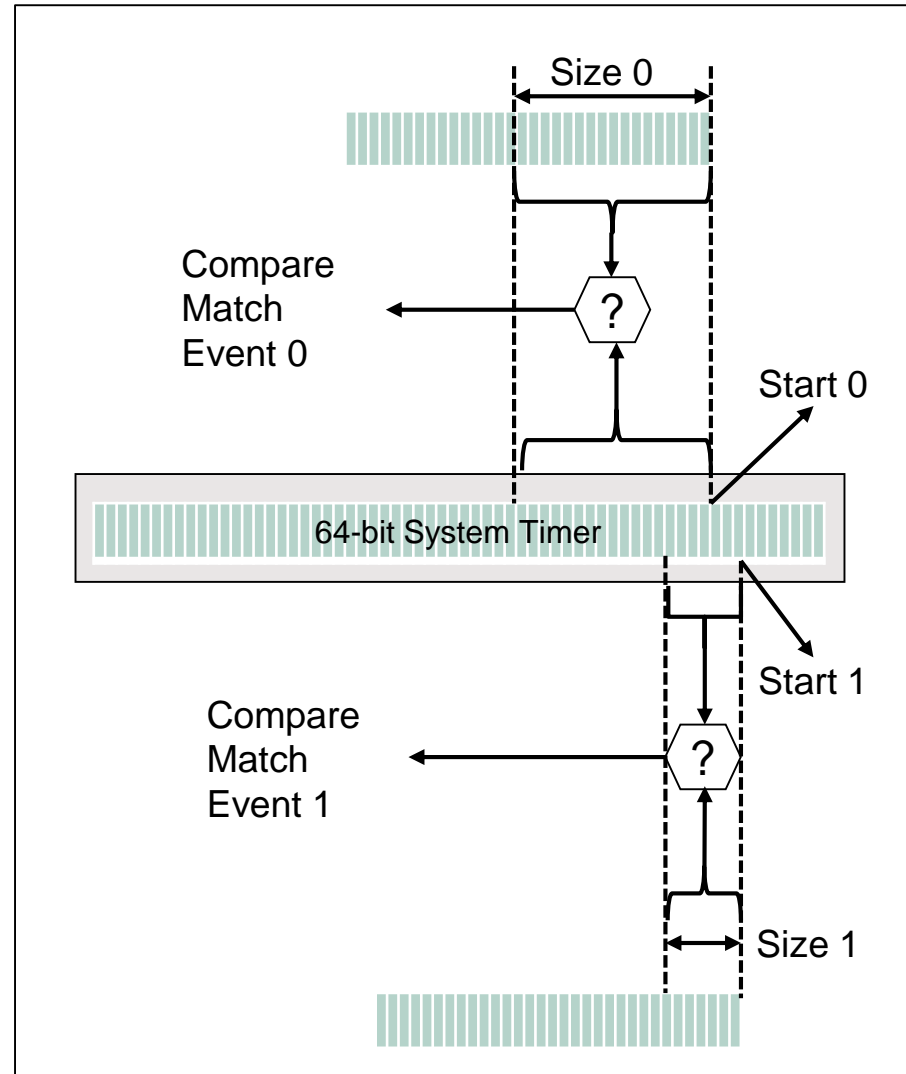 Size 0
Compare
Match
Event 0
?
Start 0
64-bit System Timer
Start 1
Compare
Match
Event 1
?
Size 1